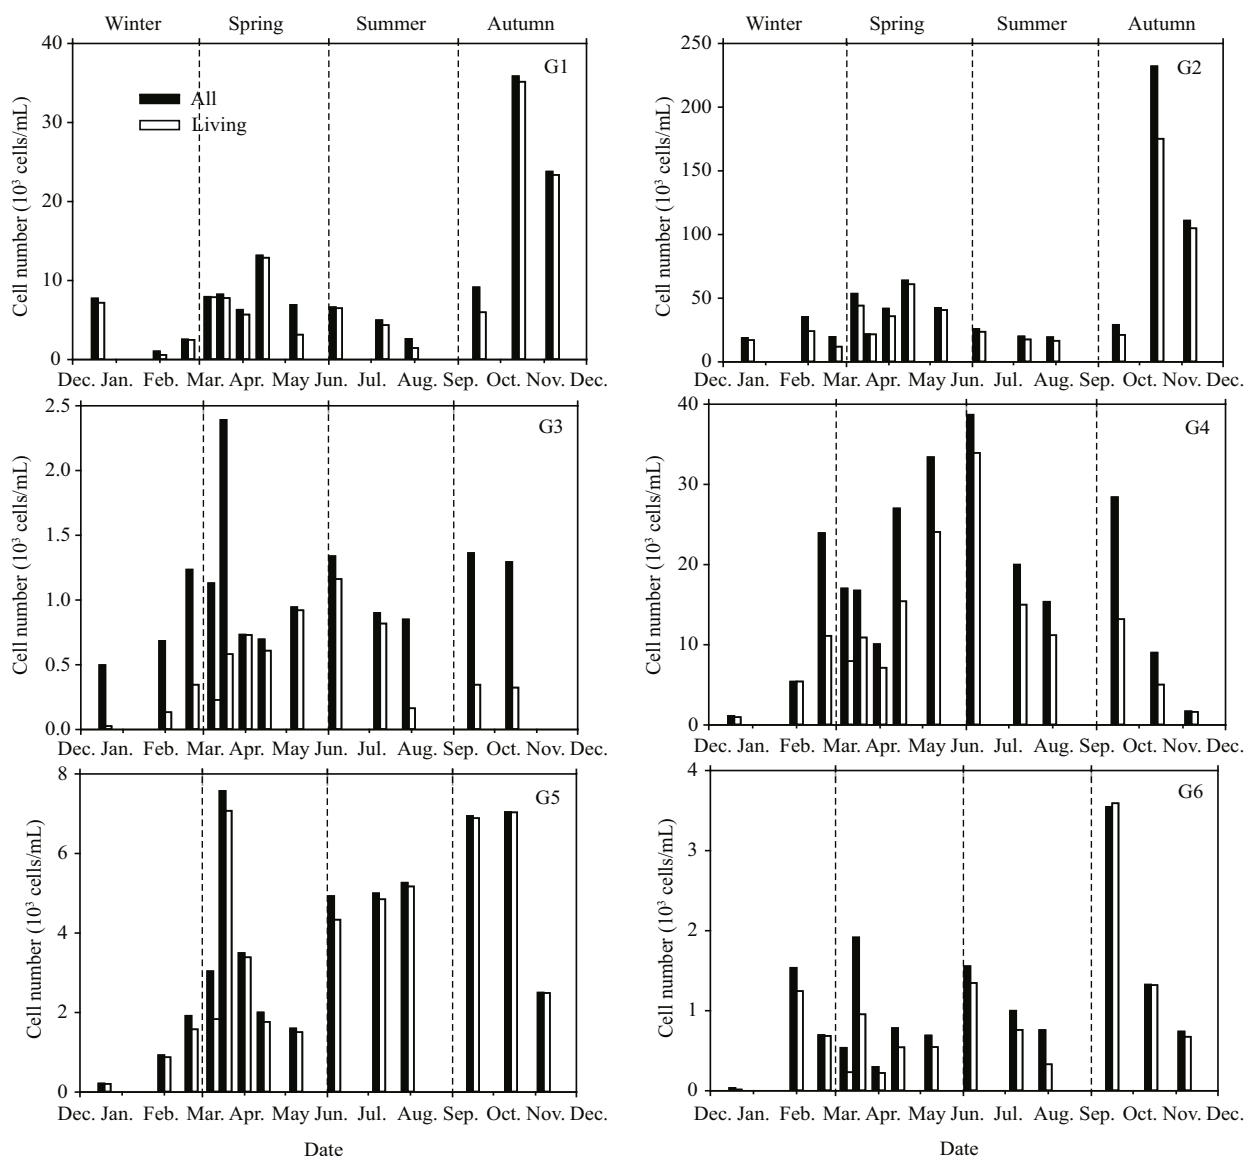 Winter Spring Summer Autumn
Winter Spring Summer Autumn
G1
All
Living
40
30
20
10
0
Cell number (10³ cells/mL)
Dec. Jan. Feb. Mar. Apr. May Jun. Jul. Aug. Sep. Oct. Nov. Dec.
G2
250
200
150
100
50
0
Cell number (10³ cells/mL)
Dec. Jan. Feb. Mar. Apr. May Jun. Jul. Aug. Sep. Oct. Nov. Dec.
G3
2.5
2.0
1.5
1.0
0.5
0.0
Cell number (10³ cells/mL)
Dec. Jan. Feb. Mar. Apr. May Jun. Jul. Aug. Sep. Oct. Nov. Dec.
G4
40
30
20
10
0
Cell number (10³ cells/mL)
Dec. Jan. Feb. Mar. Apr. May Jun. Jul. Aug. Sep. Oct. Nov. Dec.
G5
8
6
4
2
0
Cell number (10³ cells/mL)
Dec. Jan. Feb. Mar. Apr. May Jun. Jul. Aug. Sep. Oct. Nov. Dec.
Date
G6
4
3
2
1
0
Cell number (10³ cells/mL)
Dec. Jan. Feb. Mar. Apr. May Jun. Jul. Aug. Sep. Oct. Nov. Dec.
Date